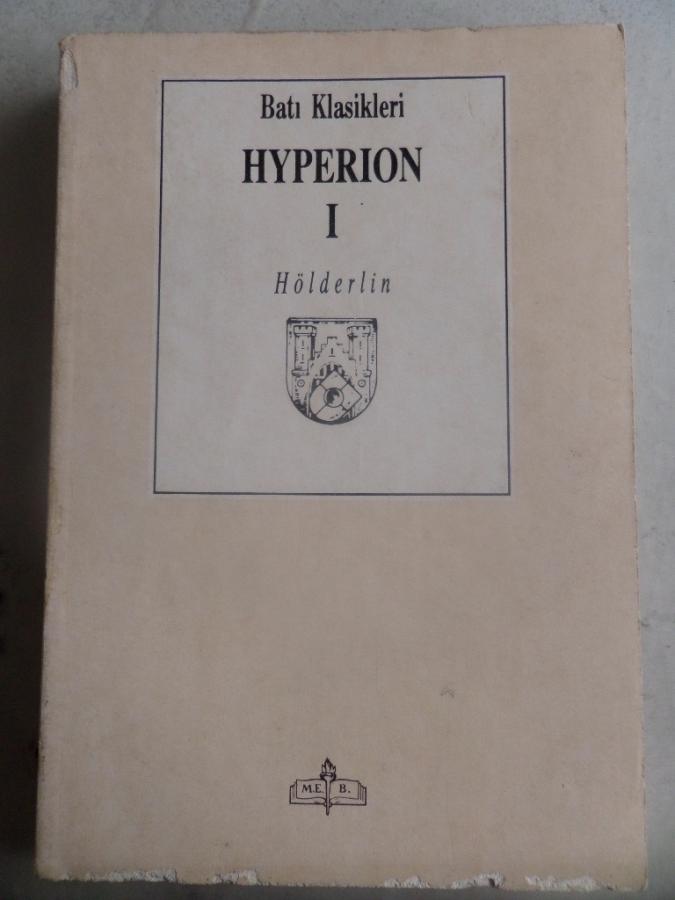 Batı Klasikleri
HYPERION
I
Hölderlin
M.E. B.